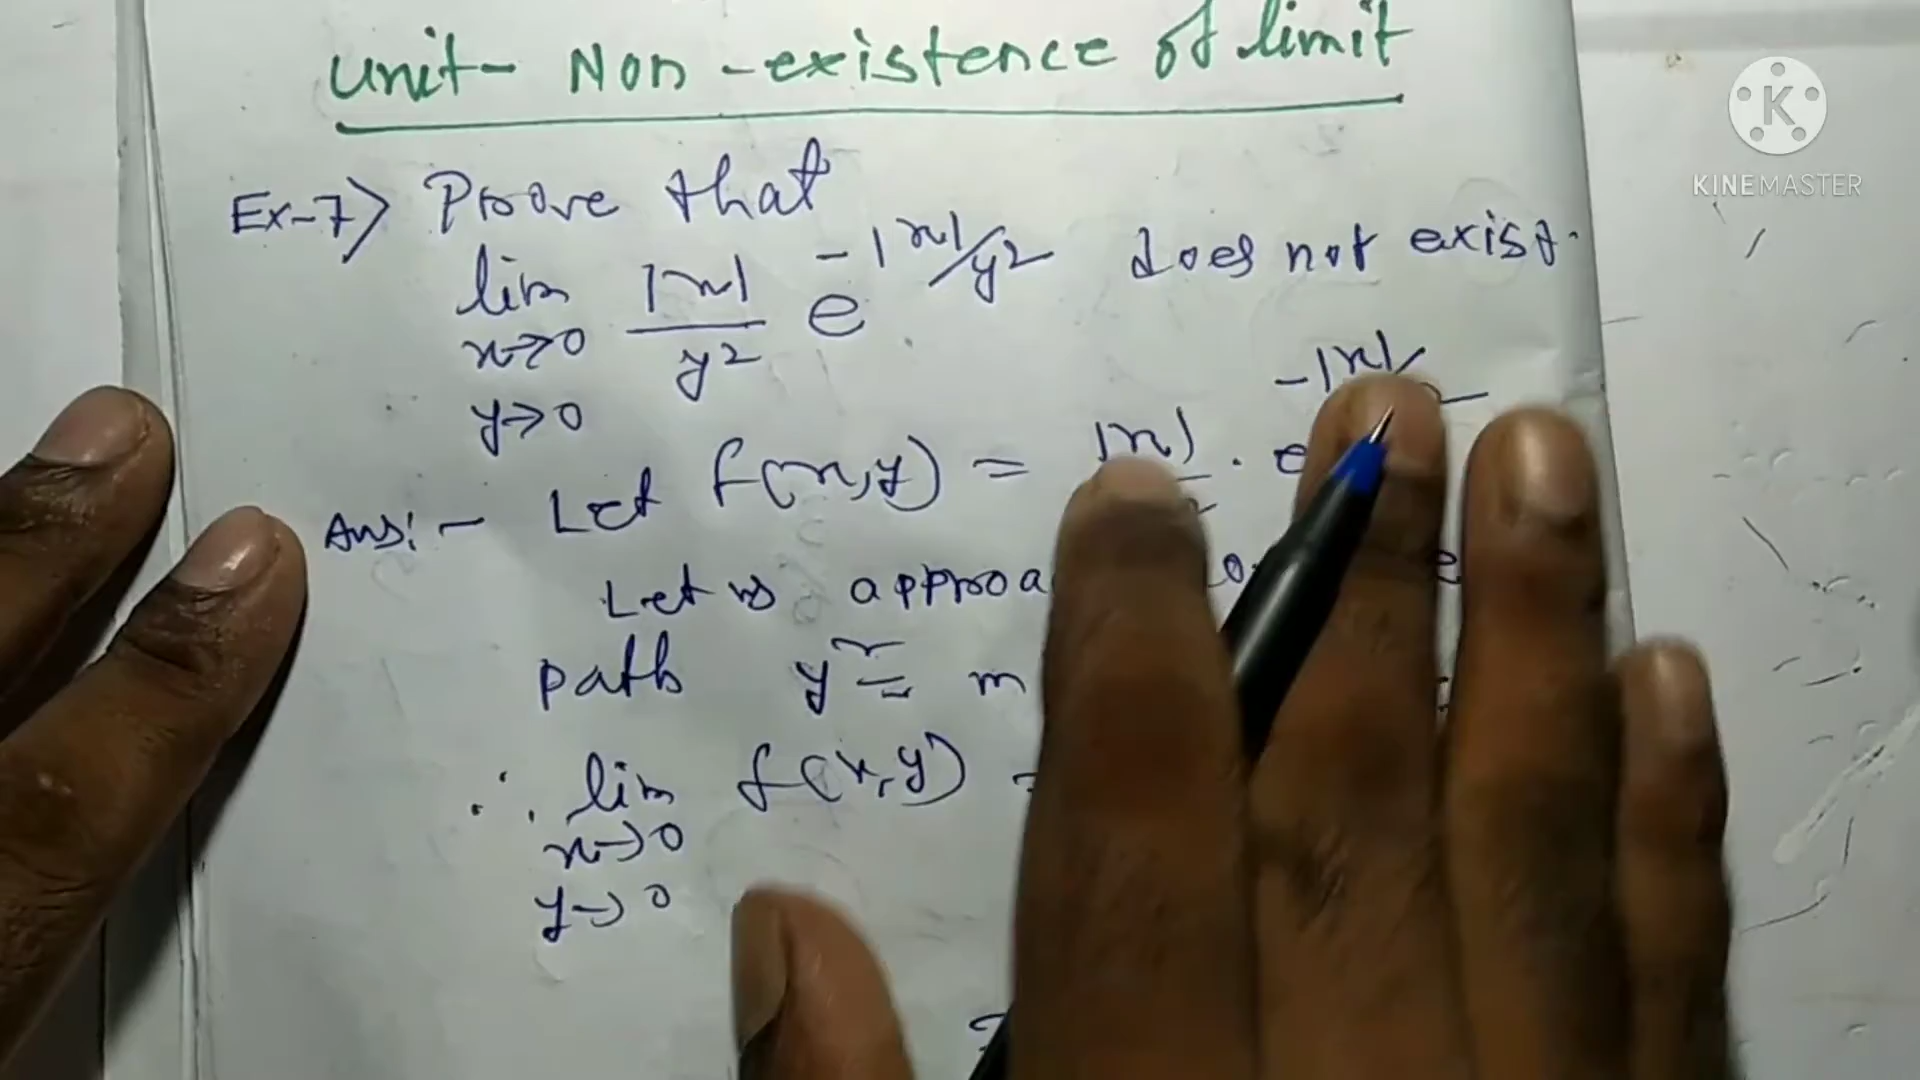 Unit- Non-existence of limit
KINEMASTER
Ex-7) Prove that
lim x→0 y→0 |x|/y² e^-|x|/y² does not exist.
Ans:- Let f(x,y) = |x| . e -|x|/
Let us
path y² = m
∴ lim x→0 y→0 f(x,y) =